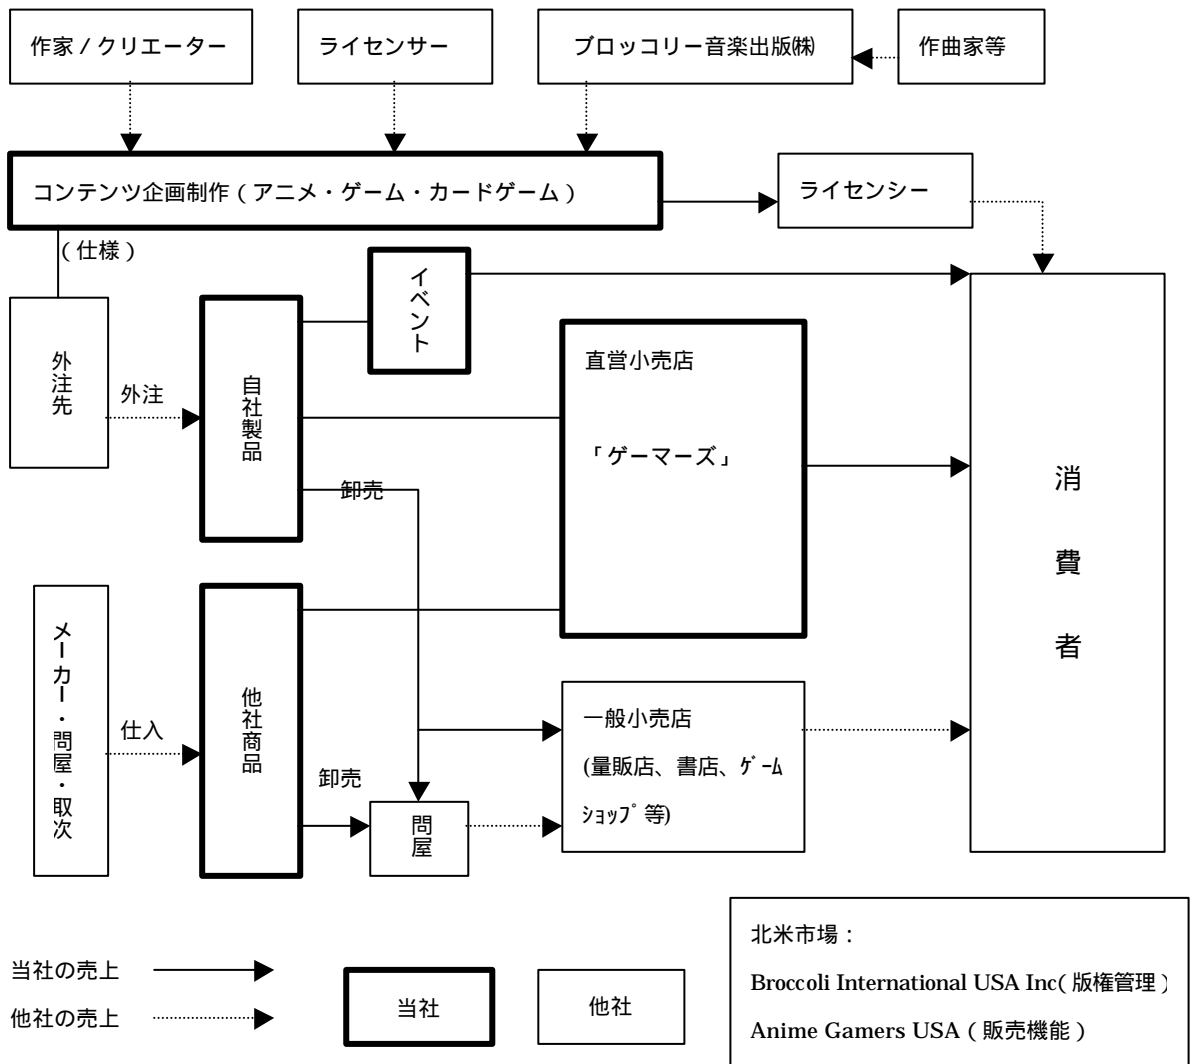 作家/クリエーター
ライセンサー
ブロッコリー音楽出版㈱
作曲家等
コンテンツ企画制作(アニメ・ゲーム・カードゲーム)
ライセンシー
(仕様)
イベント
外注先
外注
自社製品
直営小売店
「ゲーマーズ」
卸売
消費者
メーカー・問屋・取次
仕入
他社商品
卸売
問屋
一般小売店
(量販店、書店、ゲーム
ショップ等)
当社の売上
他社の売上
当社
他社
北米市場:
Broccoli International USA Inc(版権管理)
Anime Gamers USA(販売機能)